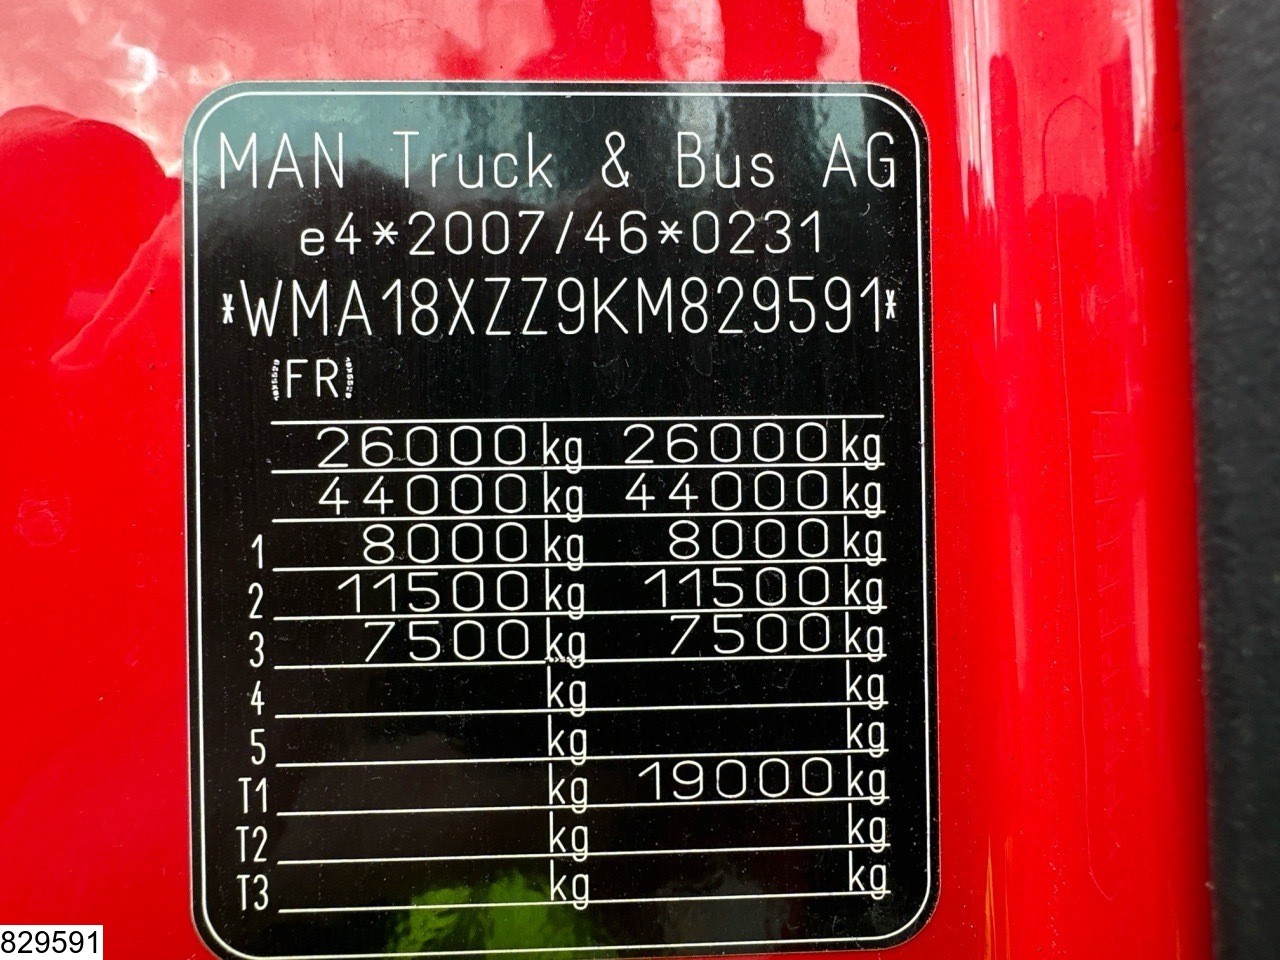 MAN Truck & Bus AG
e4*2007/46*0231
*WMA18XZZ9KM829591*
(FR)
26000kg 26000kg
44000kg 44000kg
1 8000kg 8000kg
2 11500kg 11500kg
3 7500kg 7500kg
4 kg kg
5 kg kg
T1 kg 19000kg
T2 kg kg
T3 kg kg
829591